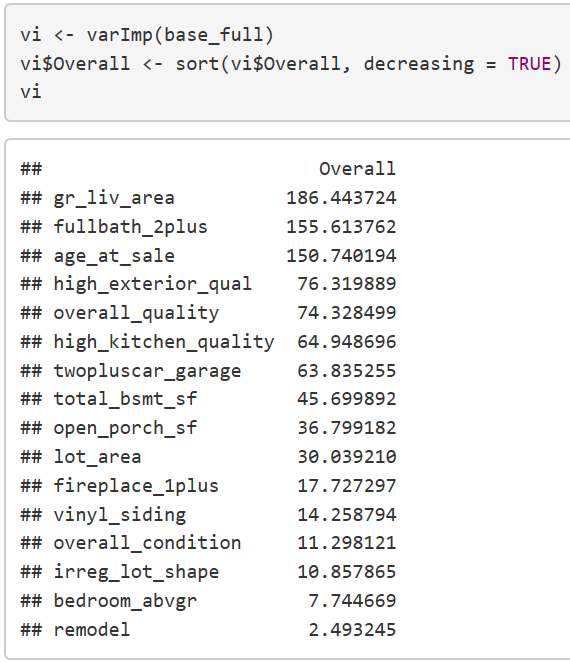 vi <- varImp(base_full)
vi$Overall <- sort(vi$Overall, decreasing = TRUE)
vi
## Overall
## gr_liv_area 186.443724
## fullbath_2plus 155.613762
## age_at_sale 150.740194
## high_exterior_qual 76.319889
## overall_quality 74.328499
## high_kitchen_quality 64.948696
## twopluscar_garage 63.835255
## total_bsmt_sf 45.699892
## open_porch_sf 36.799182
## lot_area 30.039210
## fireplace_1plus 17.727297
## vinyl_siding 14.258794
## overall_condition 11.298121
## irreg_lot_shape 10.857865
## bedroom_abvgr 7.744669
## remodel 2.493245